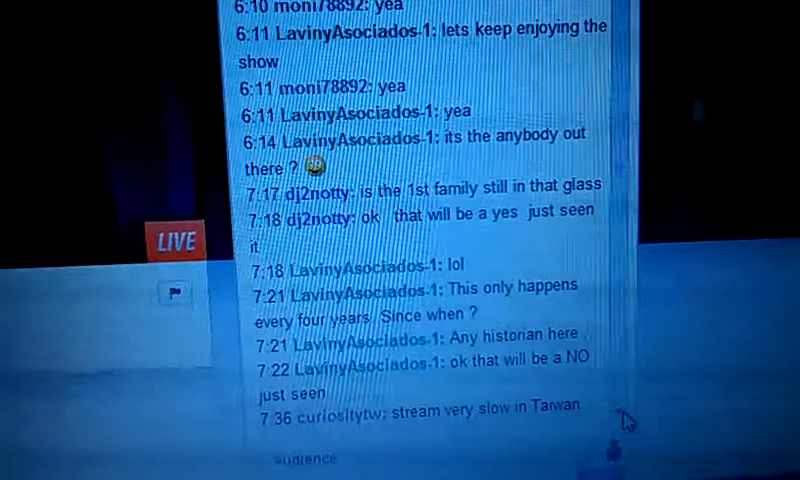 6:10 moni78892: yea
6:11 LavinyAsociados-1: lets keep enjoying the
show
6:11 moni78892: yea
6:11 LavinyAsociados-1: yea
6:14 LavinyAsociados-1: its the anybody out
there ?
7:17 dj2notty: is the 1st family still in that glass
7:18 dj2notty: ok that will be a yes just seen
it
LIVE
7:18 LavinyAsociados-1: lol
7:21 LavinyAsociados-1: This only happens
every four years. Since when ?
7:21 LavinyAsociados-1: Any historian here
7:22 LavinyAsociados-1: ok that will be a NO
just seen
7:36 curiositytw: stream very slow in Tarwan
audience